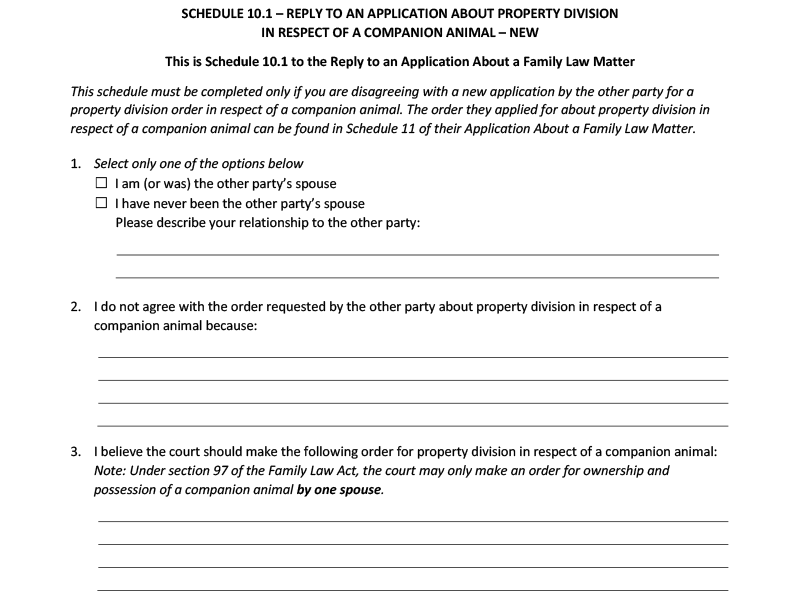 SCHEDULE 10.1 – REPLY TO AN APPLICATION ABOUT PROPERTY DIVISION
IN RESPECT OF A COMPANION ANIMAL – NEW
This is Schedule 10.1 to the Reply to an Application About a Family Law Matter
This schedule must be completed only if you are disagreeing with a new application by the other party for a
property division order in respect of a companion animal. The order they applied for about property division in
respect of a companion animal can be found in Schedule 11 of their Application About a Family Law Matter.
1. Select only one of the options below
☐ I am (or was) the other party’s spouse
☐ I have never been the other party’s spouse
Please describe your relationship to the other party:
2. I do not agree with the order requested by the other party about property division in respect of a
companion animal because:
3. I believe the court should make the following order for property division in respect of a companion animal:
Note: Under section 97 of the Family Law Act, the court may only make an order for ownership and
possession of a companion animal by one spouse.